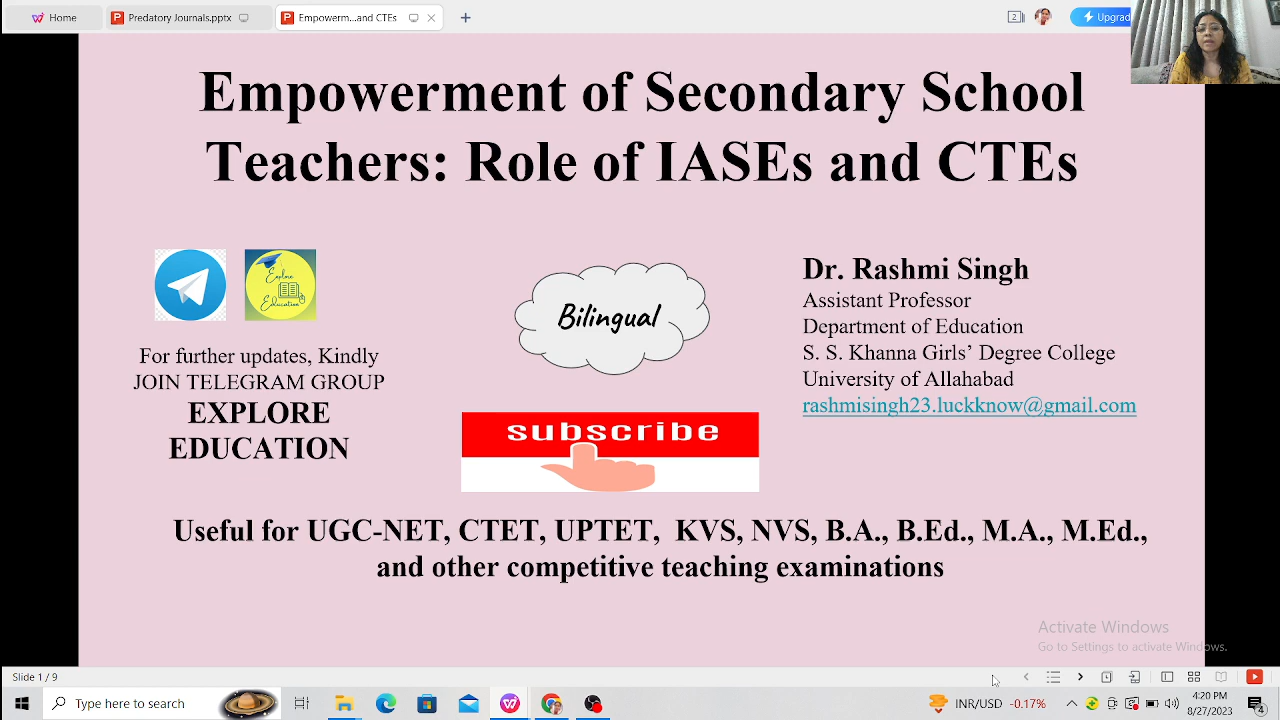 Home
Predatory Journals.pptx
Empowerm...and CTEs
2
Upgrad
Empowerment of Secondary School
Teachers: Role of IASEs and CTEs
Explore
Education
For further updates, Kindly
JOIN TELEGRAM GROUP
EXPLORE
EDUCATION
Bilingual
subscribe
Dr. Rashmi Singh
Assistant Professor
Department of Education
S. S. Khanna Girls’ Degree College
University of Allahabad
rashmisingh23.luckknow@gmail.com
Useful for UGC-NET, CTET, UPTET, KVS, NVS, B.A., B.Ed., M.A., M.Ed.,
and other competitive teaching examinations
Activate Windows
Go to Settings to activate Windows.
Slide 1 / 9
Type here to search
INR/USD -0.17%
4:20 PM
8/27/2023
4